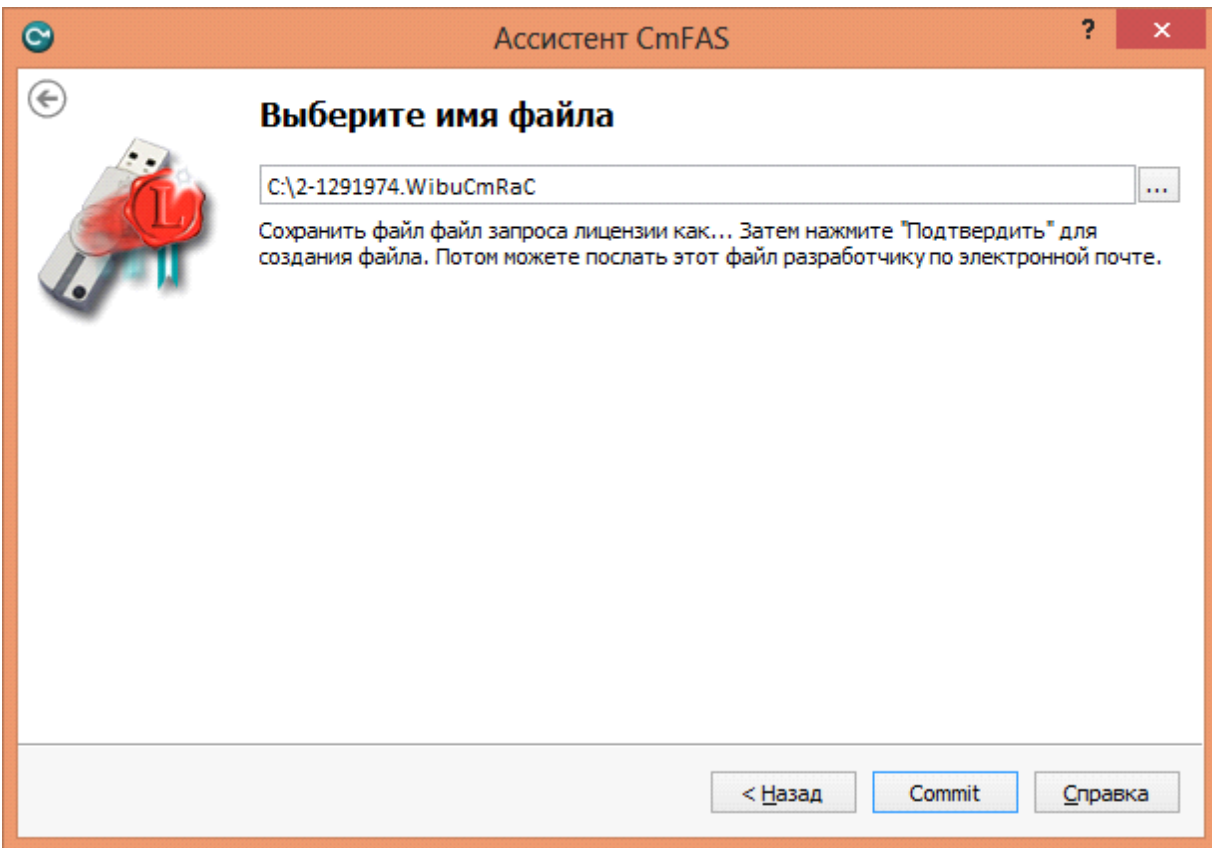 Ассистент CmFAS
?
Выберите имя файла
C:\2-1291974.WibuCmRaC
...
Сохранить файл файл запроса лицензии как... Затем нажмите "Подтвердить" для
создания файла. Потом можете послать этот файл разработчику по электронной почте.
L
< Назад
Commit
Справка